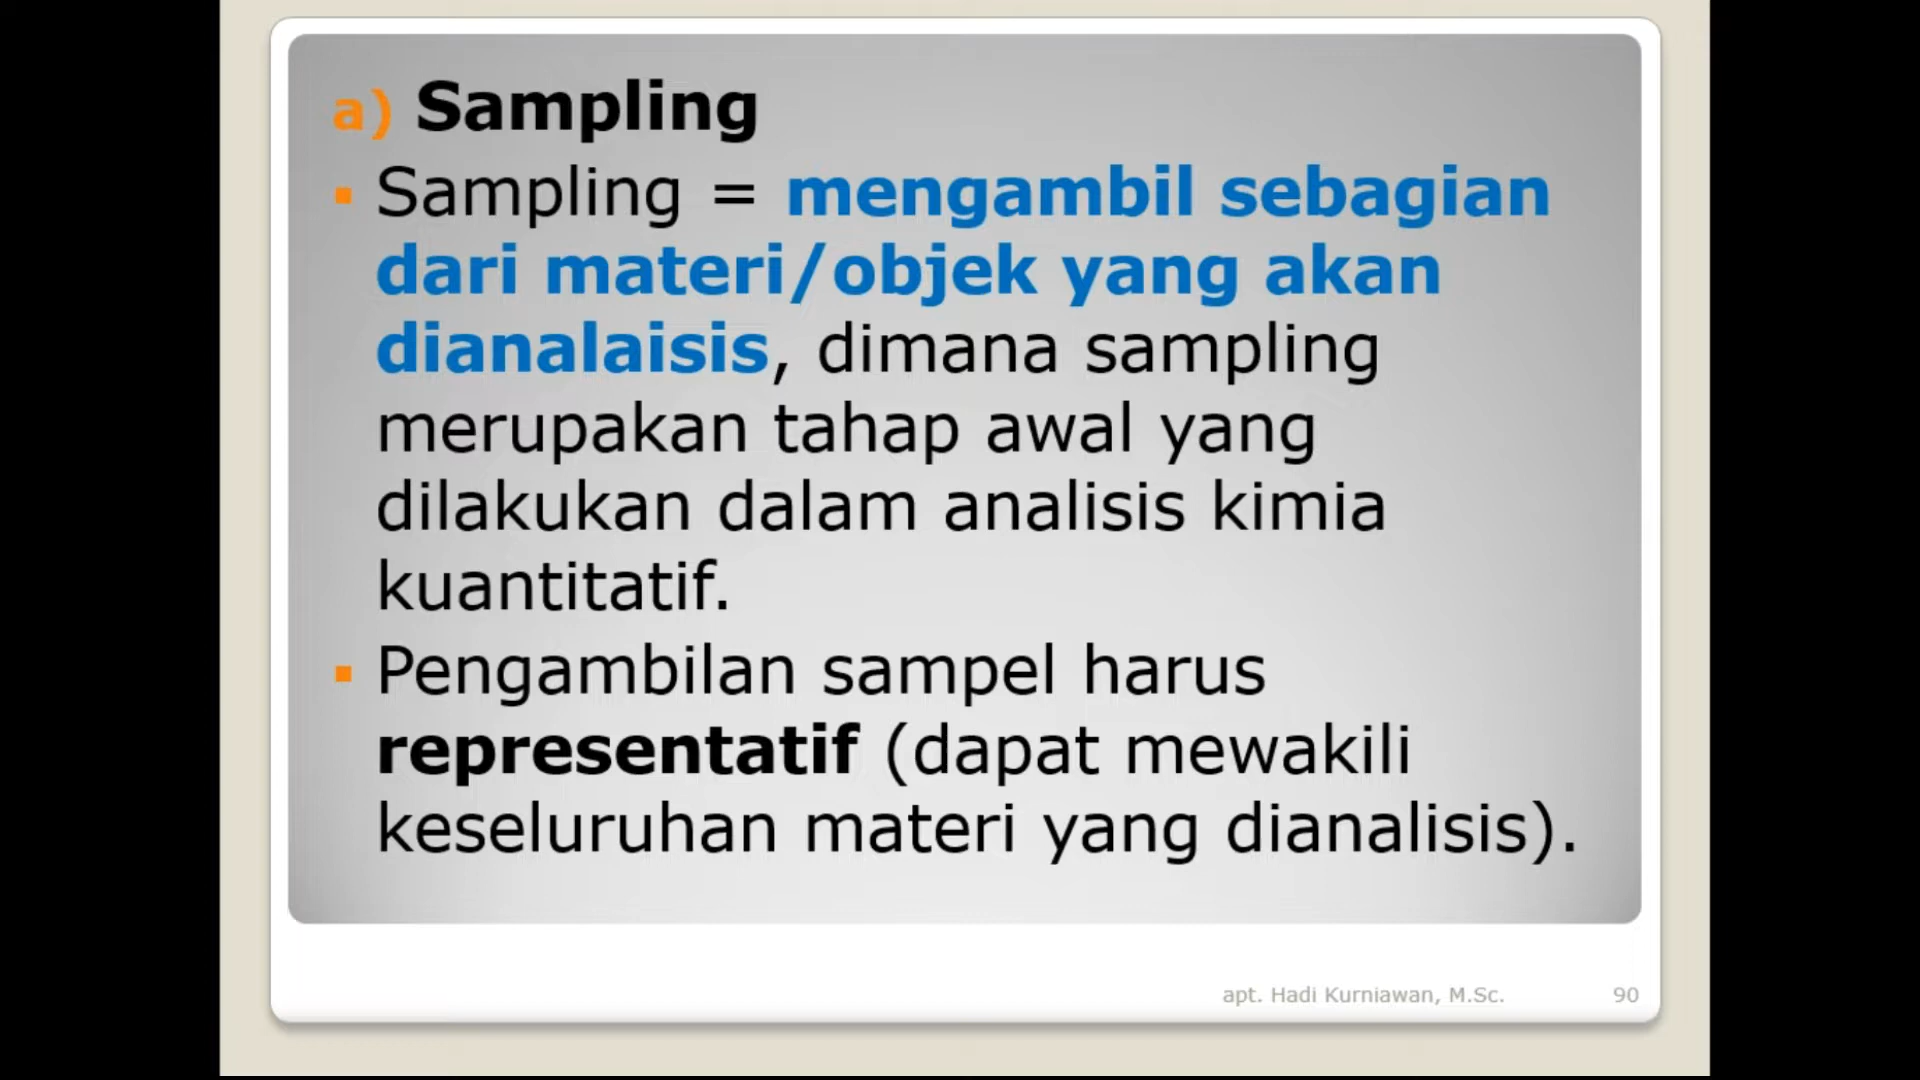 a) Sampling
Sampling = mengambil sebagian
dari materi/objek yang akan
dianalaisis, dimana sampling
merupakan tahap awal yang
dilakukan dalam analisis kimia
kuantitatif.
Pengambilan sampel harus
representatif (dapat mewakili
keseluruhan materi yang dianalisis).
apt. Hadi Kurniawan, M.Sc. 90